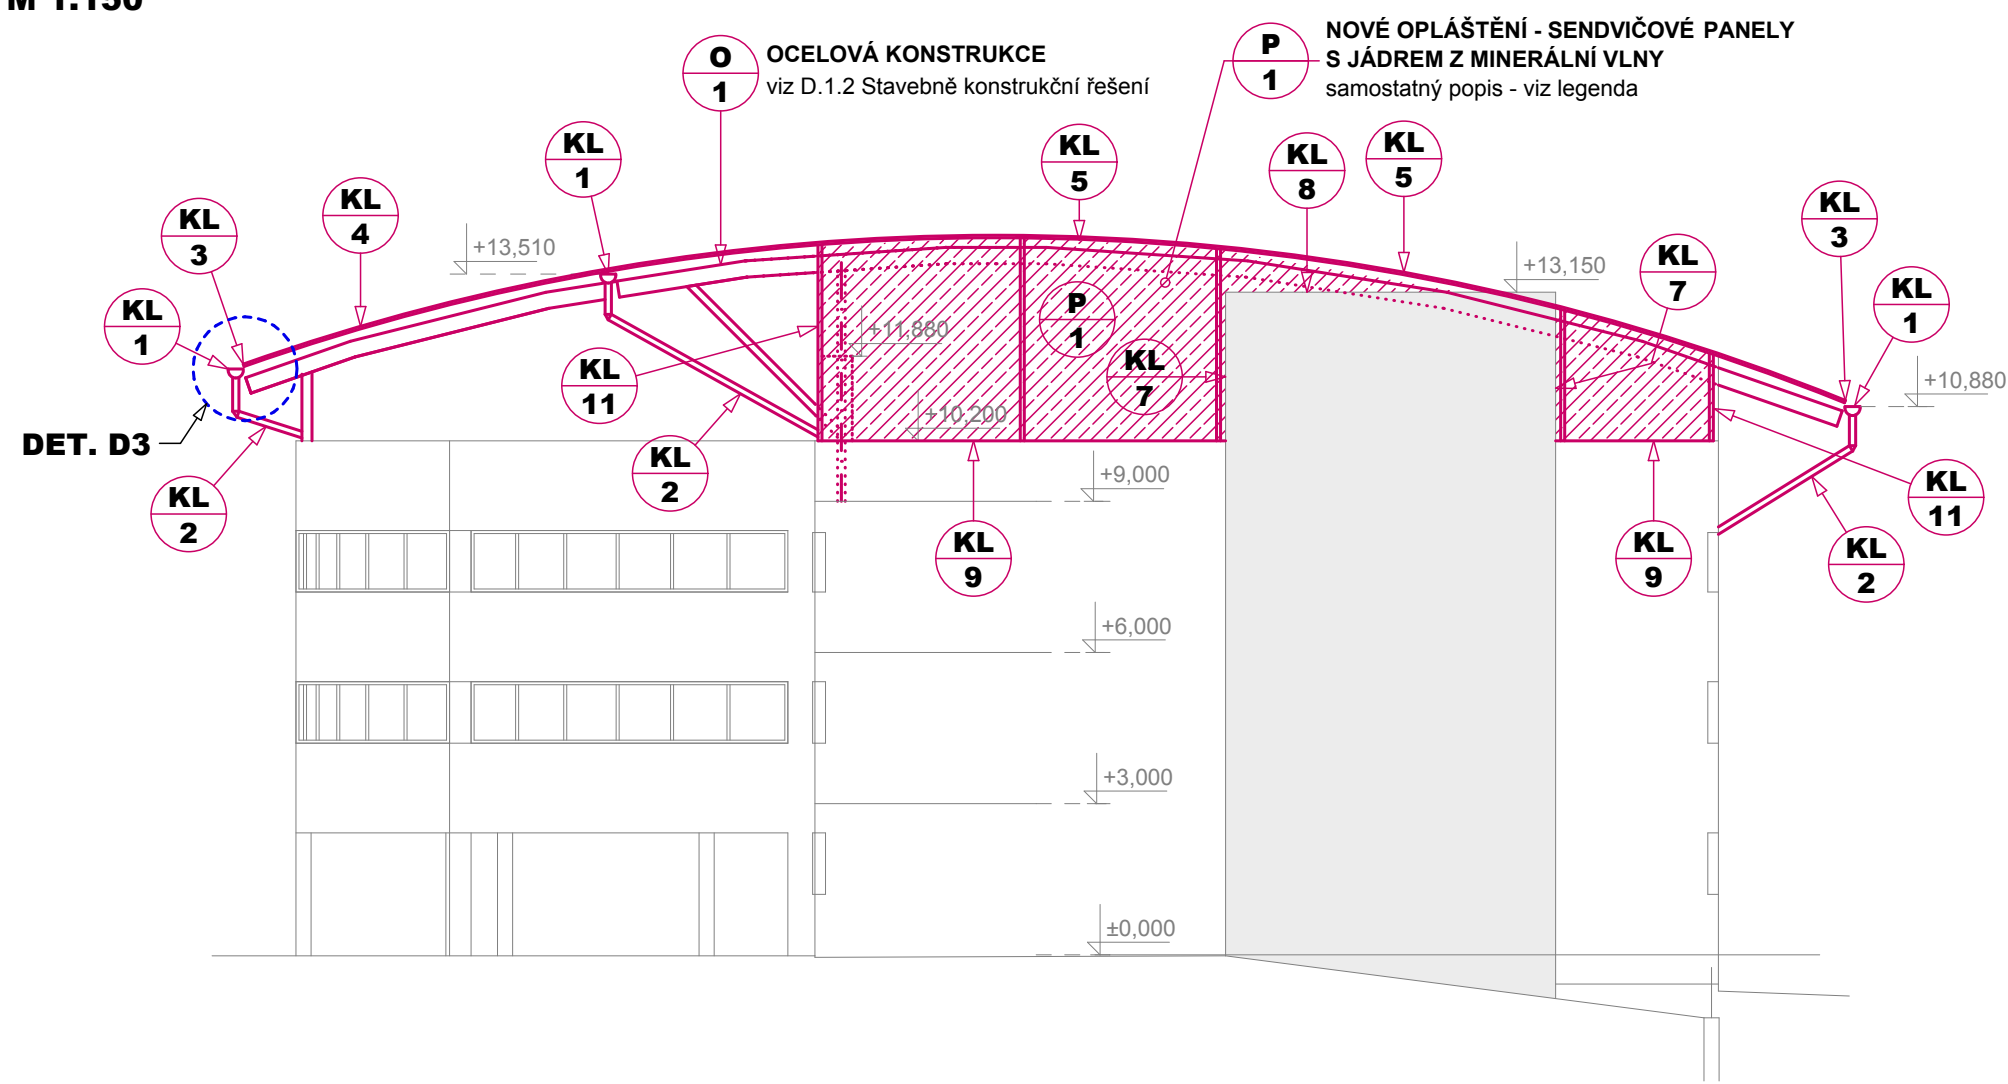 M 1:150
O
1
OCELOVÁ KONSTRUKCE
viz D.1.2 Stavebně konstrukční řešení
P
1
NOVÉ OPLÁŠTĚNÍ - SENDVIČOVÉ PANELY
S JÁDREM Z MINERÁLNÍ VLNY
samostatný popis - viz legenda
KL
1
KL
5
KL
8
KL
5
KL
4
KL
3
KL
3
+13,510
+13,150
KL
7
KL
1
KL
1
P
1
+11,880
KL
11
KL
7
+10,880
+10,200
DET. D3
KL
2
KL
2
+9,000
KL
11
KL
9
KL
9
KL
2
+6,000
+3,000
±0,000